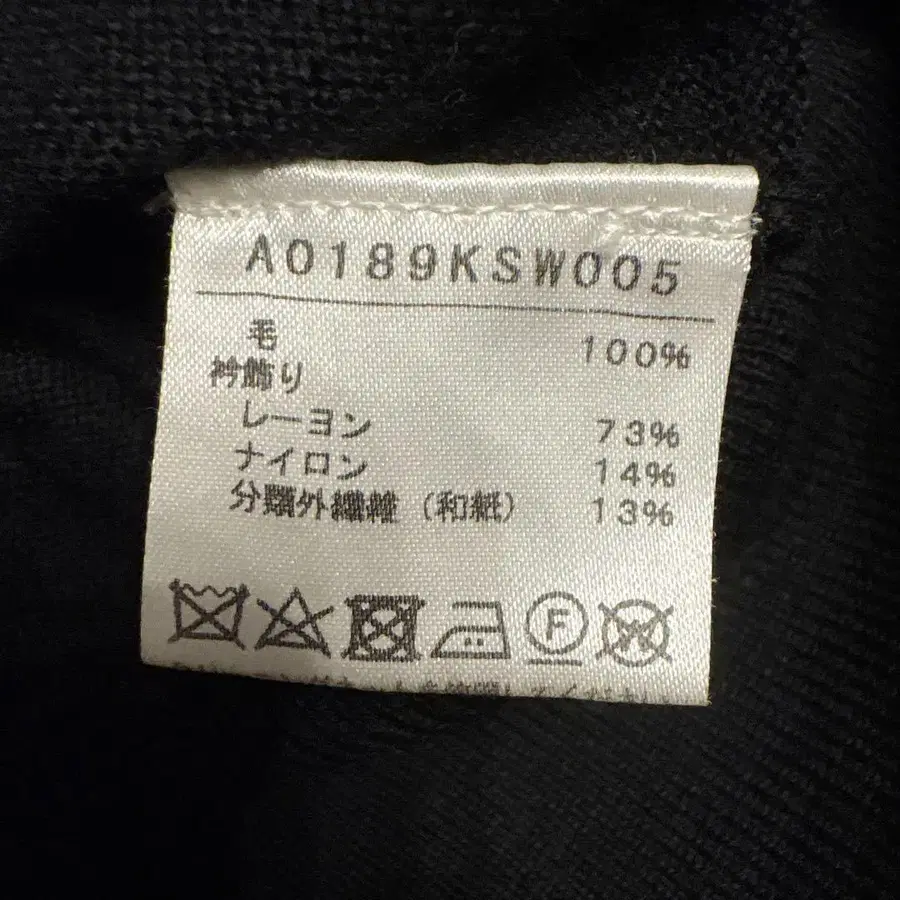 A0189KSW005
毛 100%
衿飾り
レーヨン 73%
ナイロン 14%
分類外繊維 (和紙) 13%
F W